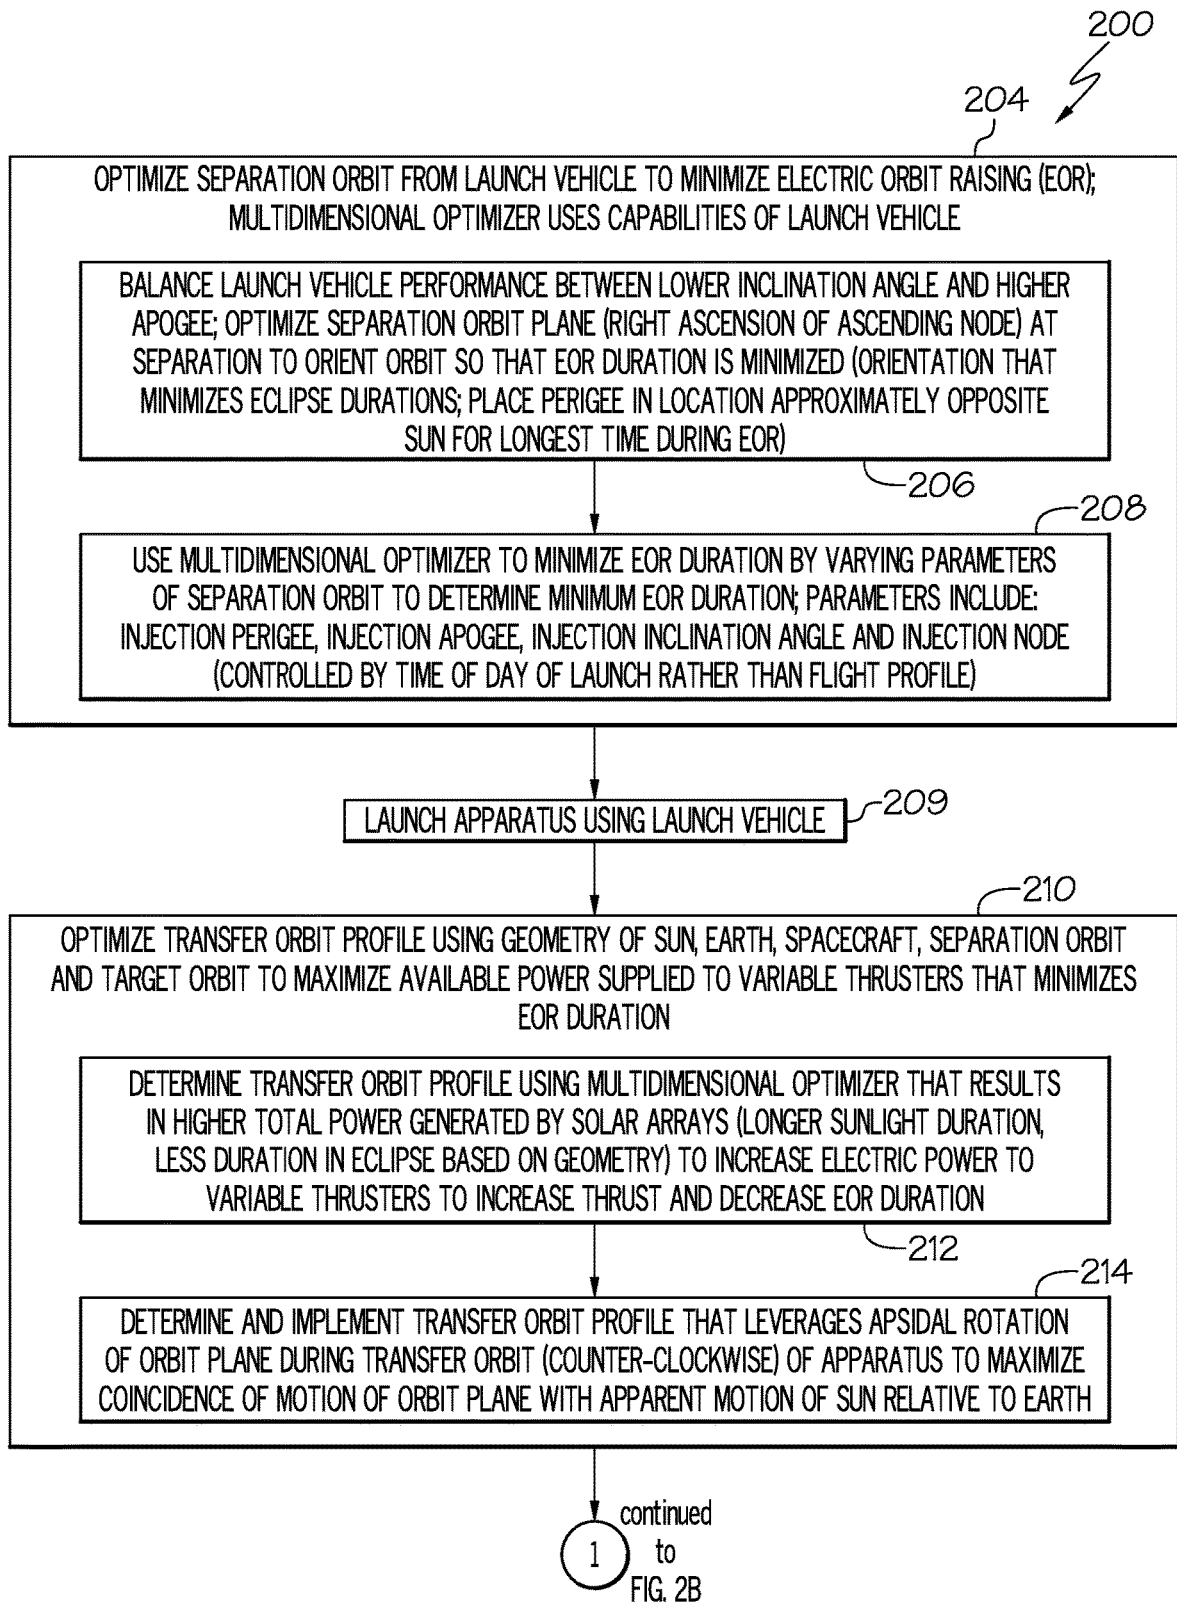 200
204
OPTIMIZE SEPARATION ORBIT FROM LAUNCH VEHICLE TO MINIMIZE ELECTRIC ORBIT RAISING (EOR);
MULTIDIMENSIONAL OPTIMIZER USES CAPABILITIES OF LAUNCH VEHICLE
BALANCE LAUNCH VEHICLE PERFORMANCE BETWEEN LOWER INCLINATION ANGLE AND HIGHER
APOGEE; OPTIMIZE SEPARATION ORBIT PLANE (RIGHT ASCENSION OF ASCENDING NODE) AT
SEPARATION TO ORIENT ORBIT SO THAT EOR DURATION IS MINIMIZED (ORIENTATION THAT
MINIMIZES ECLIPSE DURATIONS; PLACE PERIGEE IN LOCATION APPROXIMATELY OPPOSITE
SUN FOR LONGEST TIME DURING EOR)
206
208
USE MULTIDIMENSIONAL OPTIMIZER TO MINIMIZE EOR DURATION BY VARYING PARAMETERS
OF SEPARATION ORBIT TO DETERMINE MINIMUM EOR DURATION; PARAMETERS INCLUDE:
INJECTION PERIGEE, INJECTION APOGEE, INJECTION INCLINATION ANGLE AND INJECTION NODE
(CONTROLLED BY TIME OF DAY OF LAUNCH RATHER THAN FLIGHT PROFILE)
LAUNCH APPARATUS USING LAUNCH VEHICLE
209
210
OPTIMIZE TRANSFER ORBIT PROFILE USING GEOMETRY OF SUN, EARTH, SPACECRAFT, SEPARATION ORBIT
AND TARGET ORBIT TO MAXIMIZE AVAILABLE POWER SUPPLIED TO VARIABLE THRUSTERS THAT MINIMIZES
EOR DURATION
DETERMINE TRANSFER ORBIT PROFILE USING MULTIDIMENSIONAL OPTIMIZER THAT RESULTS
IN HIGHER TOTAL POWER GENERATED BY SOLAR ARRAYS (LONGER SUNLIGHT DURATION,
LESS DURATION IN ECLIPSE BASED ON GEOMETRY) TO INCREASE ELECTRIC POWER TO
VARIABLE THRUSTERS TO INCREASE THRUST AND DECREASE EOR DURATION
212
214
DETERMINE AND IMPLEMENT TRANSFER ORBIT PROFILE THAT LEVERAGES APSIDAL ROTATION
OF ORBIT PLANE DURING TRANSFER ORBIT (COUNTER-CLOCKWISE) OF APPARATUS TO MAXIMIZE
COINCIDENCE OF MOTION OF ORBIT PLANE WITH APPARENT MOTION OF SUN RELATIVE TO EARTH
1
continued
to
FIG. 2B